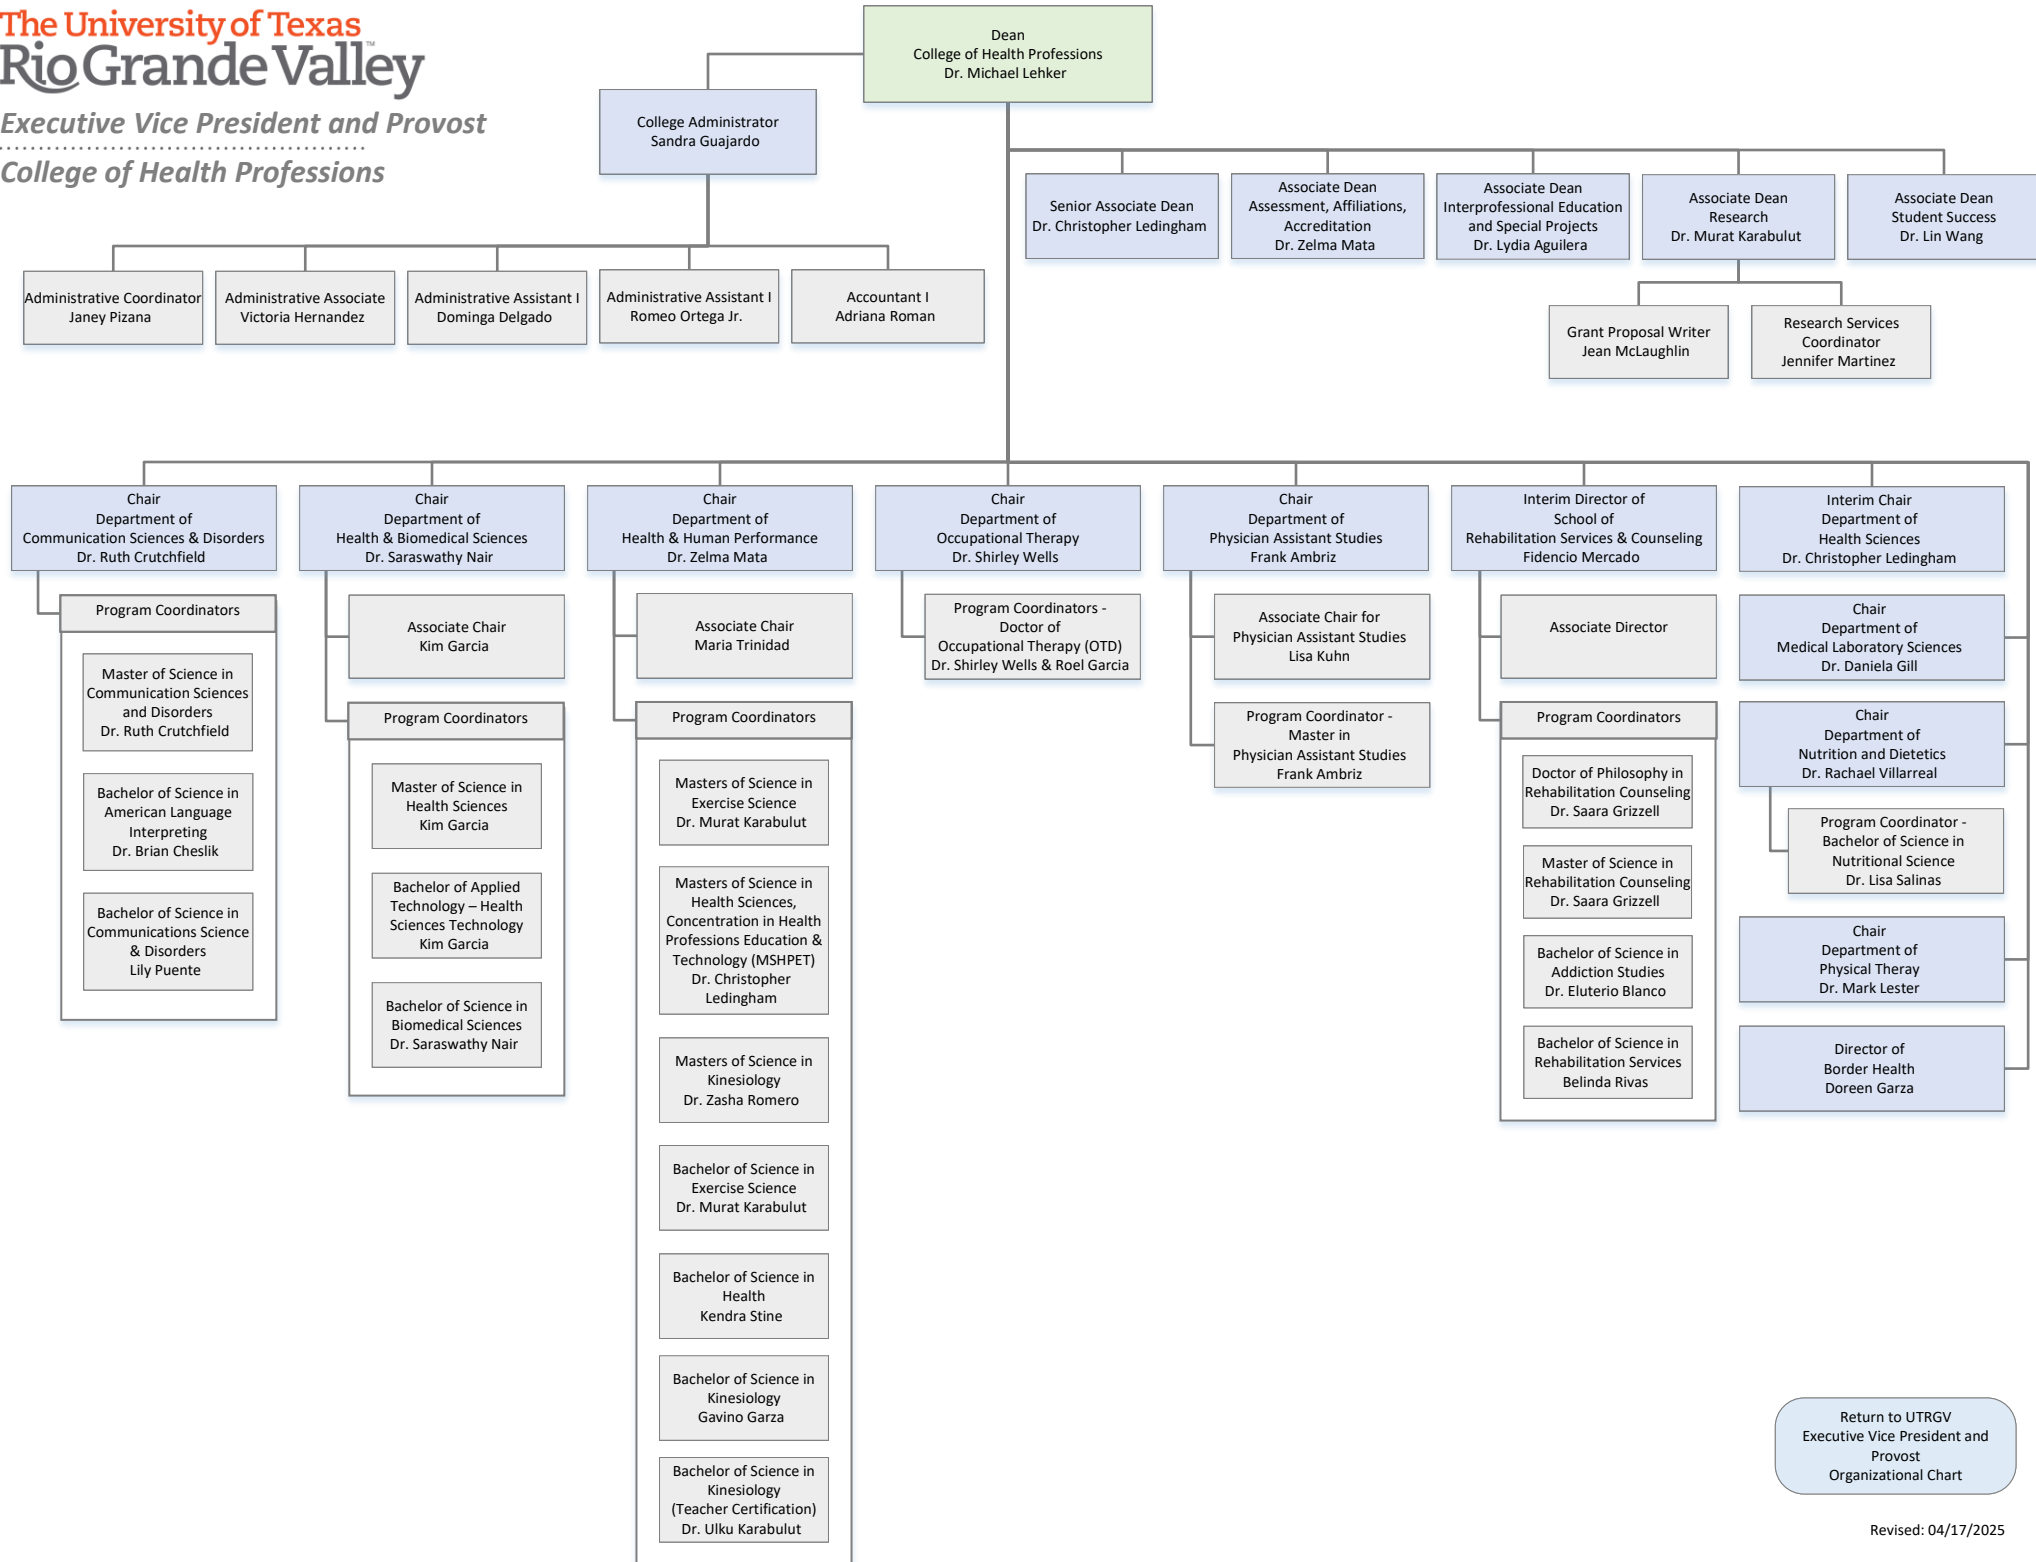 The University of Texas
Rio Grande Valley™
Executive Vice President and Provost
College of Health Professions
Dean
College of Health Professions
Dr. Michael Lehker
College Administrator
Sandra Guajardo
Senior Associate Dean
Dr. Christopher Ledingham
Associate Dean
Assessment, Affiliations,
Accreditation
Dr. Zelma Mata
Associate Dean
Interprofessional Education
and Special Projects
Dr. Lydia Aguilera
Associate Dean
Research
Dr. Murat Karabulut
Associate Dean
Student Success
Dr. Lin Wang
Administrative Coordinator
Janey Pizana
Administrative Associate
Victoria Hernandez
Administrative Assistant I
Dominga Delgado
Administrative Assistant I
Romeo Ortega Jr.
Accountant I
Adriana Roman
Grant Proposal Writer
Jean McLaughlin
Research Services
Coordinator
Jennifer Martinez
Chair
Department of
Communication Sciences & Disorders
Dr. Ruth Crutchfield
Program Coordinators
Master of Science in
Communication Sciences
and Disorders
Dr. Ruth Crutchfield
Bachelor of Science in
American Language
Interpreting
Dr. Brian Cheslik
Bachelor of Science in
Communications Science
& Disorders
Lily Puente
Chair
Department of
Health & Biomedical Sciences
Dr. Saraswathy Nair
Associate Chair
Kim Garcia
Program Coordinators
Master of Science in
Health Sciences
Kim Garcia
Bachelor of Applied
Technology – Health
Sciences Technology
Kim Garcia
Bachelor of Science in
Biomedical Sciences
Dr. Saraswathy Nair
Chair
Department of
Health & Human Performance
Dr. Zelma Mata
Associate Chair
Maria Trinidad
Program Coordinators
Masters of Science in
Exercise Science
Dr. Murat Karabulut
Masters of Science in
Health Sciences,
Concentration in Health
Professions Education &
Technology (MSHPET)
Dr. Christopher
Ledingham
Masters of Science in
Kinesiology
Dr. Zasha Romero
Bachelor of Science in
Exercise Science
Dr. Murat Karabulut
Bachelor of Science in
Health
Kendra Stine
Bachelor of Science in
Kinesiology
Gavino Garza
Bachelor of Science in
Kinesiology
(Teacher Certification)
Dr. Ulku Karabulut
Chair
Department of
Occupational Therapy
Dr. Shirley Wells
Program Coordinators -
Doctor of
Occupational Therapy (OTD)
Dr. Shirley Wells & Roel Garcia
Chair
Department of
Physician Assistant Studies
Frank Ambriz
Associate Chair for
Physician Assistant Studies
Lisa Kuhn
Program Coordinator -
Master in
Physician Assistant Studies
Frank Ambriz
Interim Director of
School of
Rehabilitation Services & Counseling
Fidencio Mercado
Associate Director
Program Coordinators
Doctor of Philosophy in
Rehabilitation Counseling
Dr. Saara Grizzell
Master of Science in
Rehabilitation Counseling
Dr. Saara Grizzell
Bachelor of Science in
Addiction Studies
Dr. Eluterio Blanco
Bachelor of Science in
Rehabilitation Services
Belinda Rivas
Interim Chair
Department of
Health Sciences
Dr. Christopher Ledingham
Chair
Department of
Medical Laboratory Sciences
Dr. Daniela Gill
Chair
Department of
Nutrition and Dietetics
Dr. Rachael Villarreal
Program Coordinator -
Bachelor of Science in
Nutritional Science
Dr. Lisa Salinas
Chair
Department of
Physical Theray
Dr. Mark Lester
Director of
Border Health
Doreen Garza
Return to UTRGV
Executive Vice President and
Provost
Organizational Chart
Revised: 04/17/2025